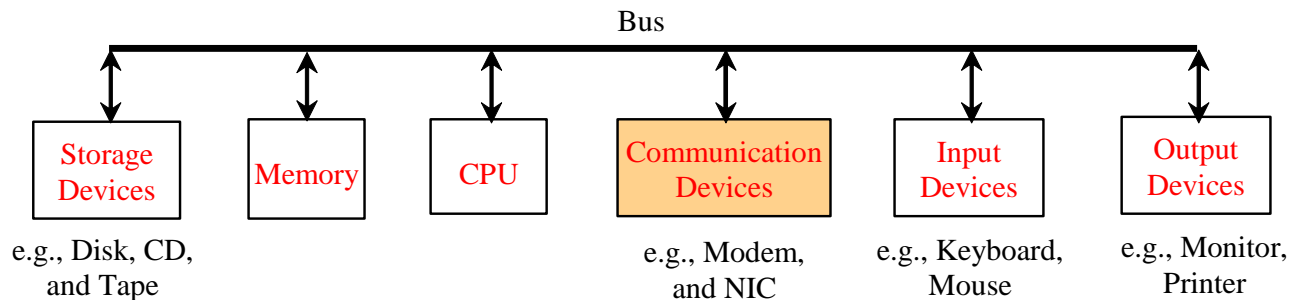 Bus
Storage
Devices
Memory
CPU
Communication
Devices
Input
Devices
Output
Devices
e.g., Disk, CD,
and Tape
e.g., Modem,
and NIC
e.g., Keyboard,
Mouse
e.g., Monitor,
Printer